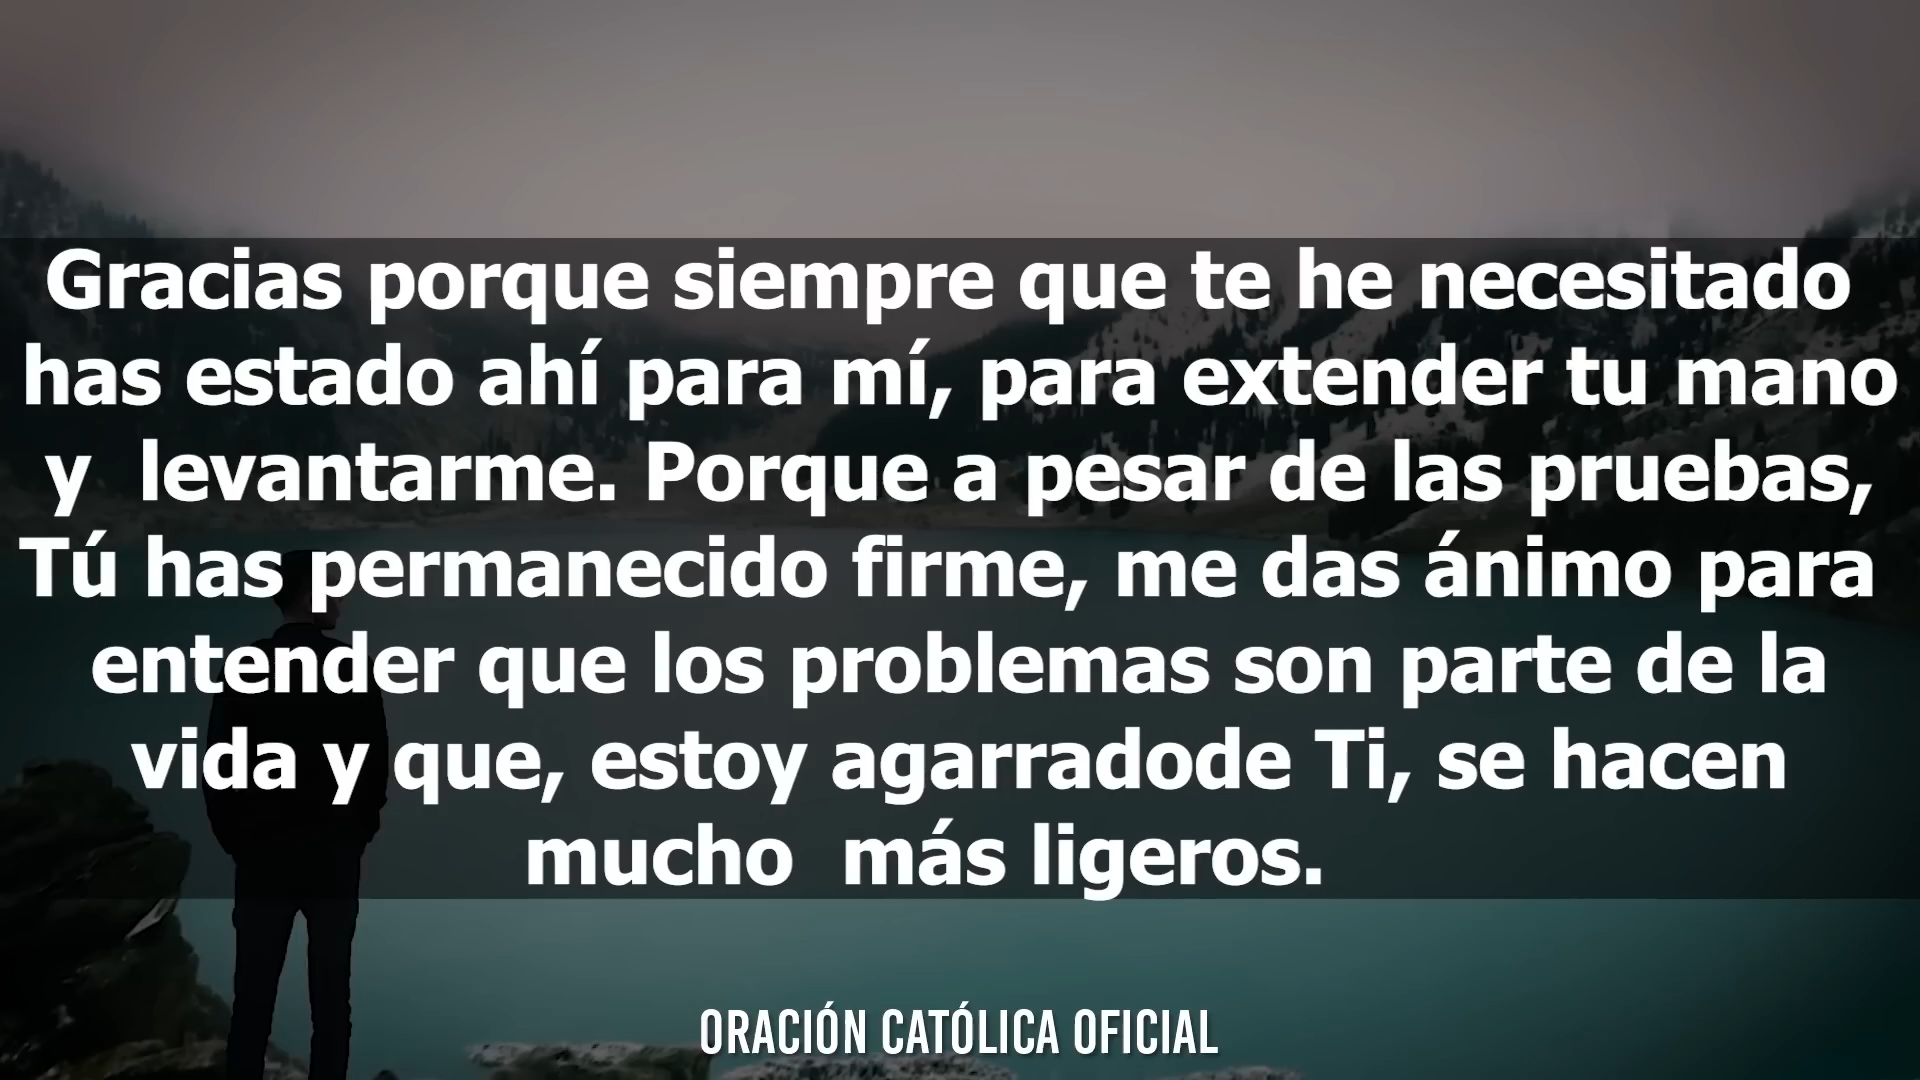 Gracias porque siempre que te he necesitado
has estado ahí para mí, para extender tu mano
y  levantarme. Porque a pesar de las pruebas,
Tú has permanecido firme, me das ánimo para
entender que los problemas son parte de la
vida y que, estoy agarradode Ti, se hacen
mucho  más ligeros.
ORACIÓN CATÓLICA OFICIAL